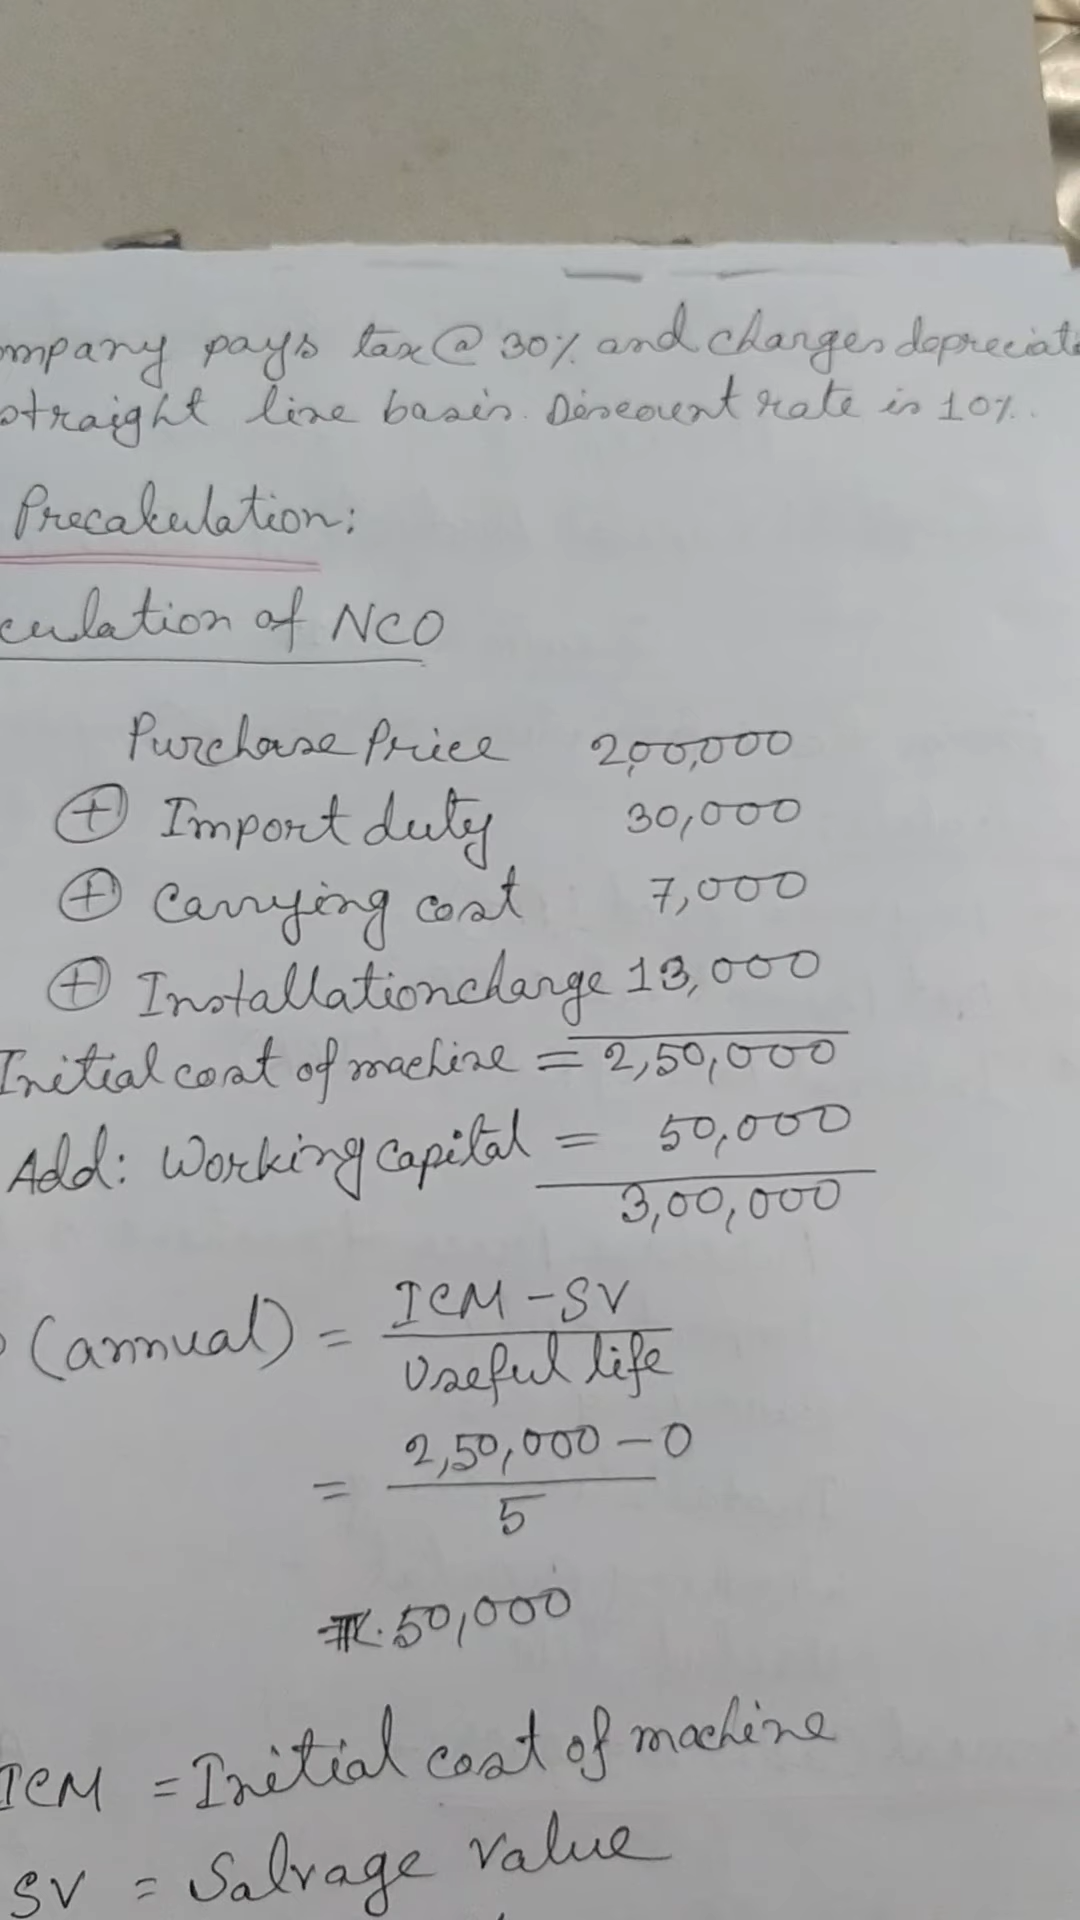 ompany pays tax @ 30% and charges depreciat
straight line basis. Discount rate is 10%.
Precalculation:
culation of NCO
Purchase Price 2,00,000
(+) Import duty 30,000
(+) Carrying cost 7,000
(+) Installation charge 13,000
Initial cost of machine = 2,50,000
Add: Working capital = 50,000
3,00,000
(annual) = ICM - SV
Useful life
= 2,50,000 - 0
5
= 50,000
ICM = Initial cost of machine
SV = Salvage value